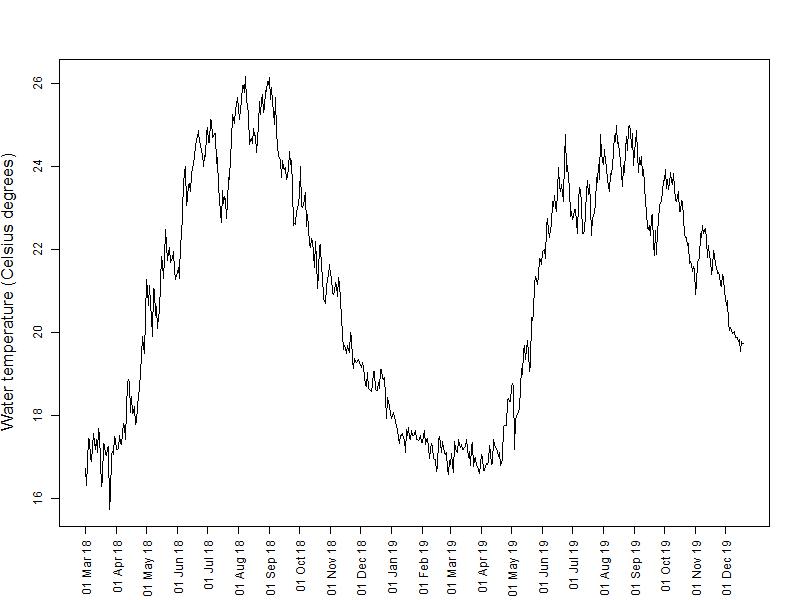 Water temperature (Celsius degrees)
26
24
22
20
18
16
01 Mar 18
01 Apr 18
01 May 18
01 Jun 18
01 Jul 18
01 Aug 18
01 Sep 18
01 Oct 18
01 Nov 18
01 Dec 18
01 Jan 19
01 Feb 19
01 Mar 19
01 Apr 19
01 May 19
01 Jun 19
01 Jul 19
01 Aug 19
01 Sep 19
01 Oct 19
01 Nov 19
01 Dec 19